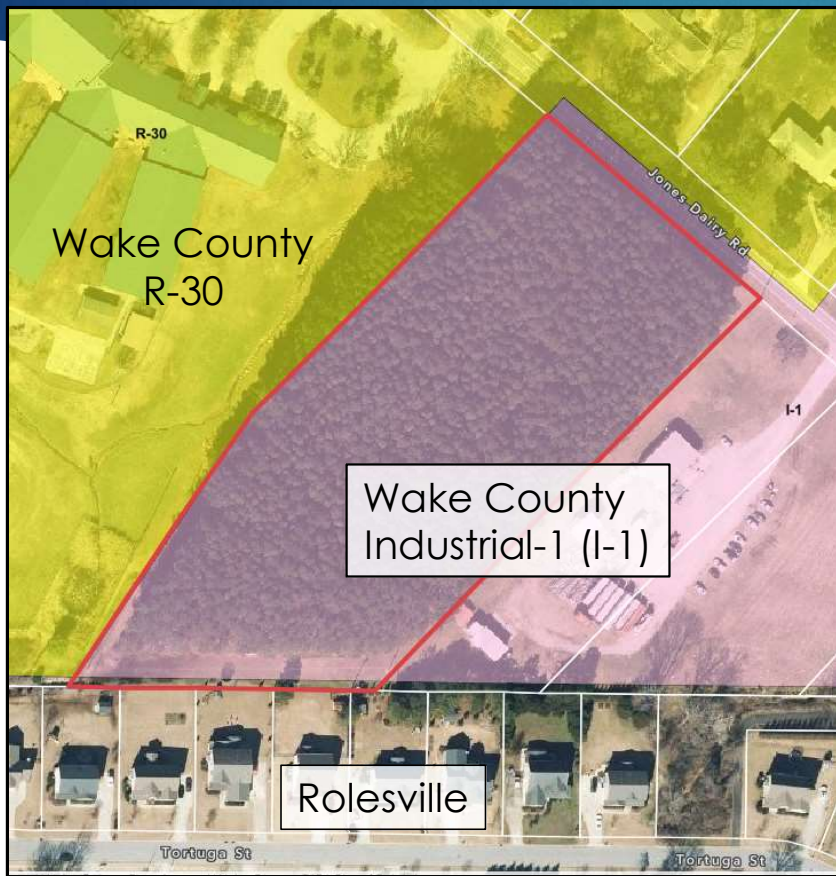 R-30
Wake County
R-30
Jones Dairy Rd
I-1
Wake County
Industrial-1 (I-1)
Rolesville
Tortuga St
Tortuga St